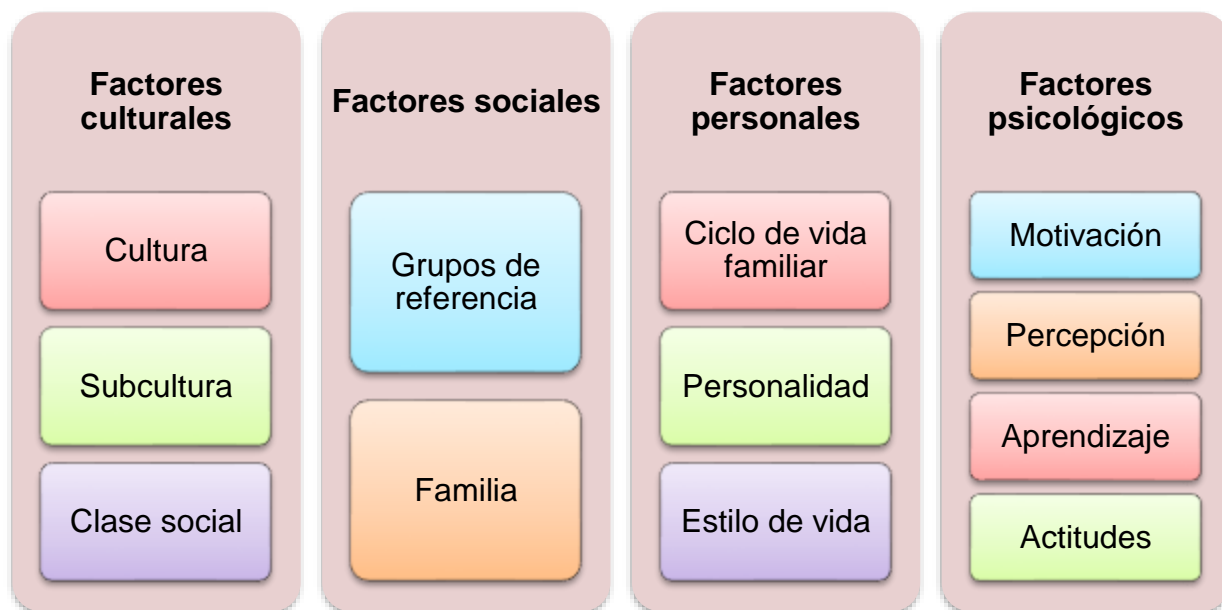 Factores
culturales
Cultura
Subcultura
Clase social
Factores sociales
Grupos de
referencia
Familia
Factores
personales
Ciclo de vida
familiar
Personalidad
Estilo de vida
Factores
psicológicos
Motivación
Percepción
Aprendizaje
Actitudes